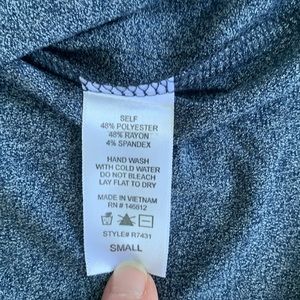 SELF
48% POLYESTER
48% RAYON
4% SPANDEX
HAND WASH
WITH COLD WATER
DO NOT BLEACH
LAY FLAT TO DRY
MADE IN VIETNAM
RN # 146812
STYLE# R7431
SMALL